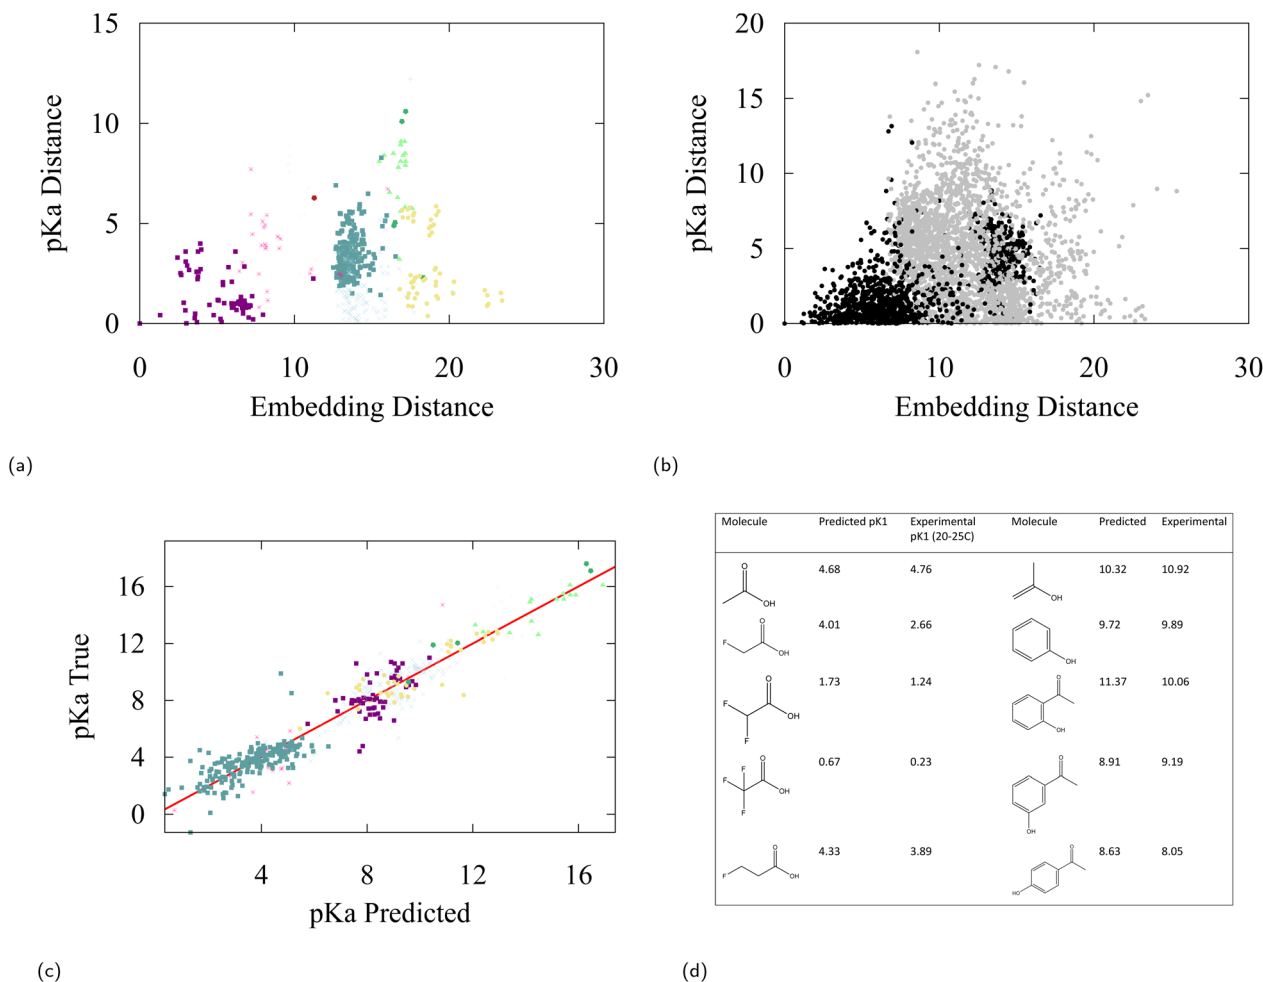 15
10
5
0
0
10
20
30
pKa Distance
Embedding Distance
(a)
20
15
10
5
0
0
10
20
30
pKa Distance
Embedding Distance
(b)
16
12
8
4
0
4
8
12
16
pKa True
pKa Predicted
(c)
Molecule Predicted pK1 Experimental Molecule Predicted Experimental
pK1 (20-25C)
4.68 4.76 10.32 10.92
O
OH
OH
4.01 2.66 9.72 9.89
O
F
OH
OH
1.73 1.24 11.37 10.06
O
O
F
OH
F
OH
0.67 0.23 8.91 9.19
O
O
F
F
OH
F
OH
4.33 3.89 8.63 8.05
O
O
F
OH
HO
(d)